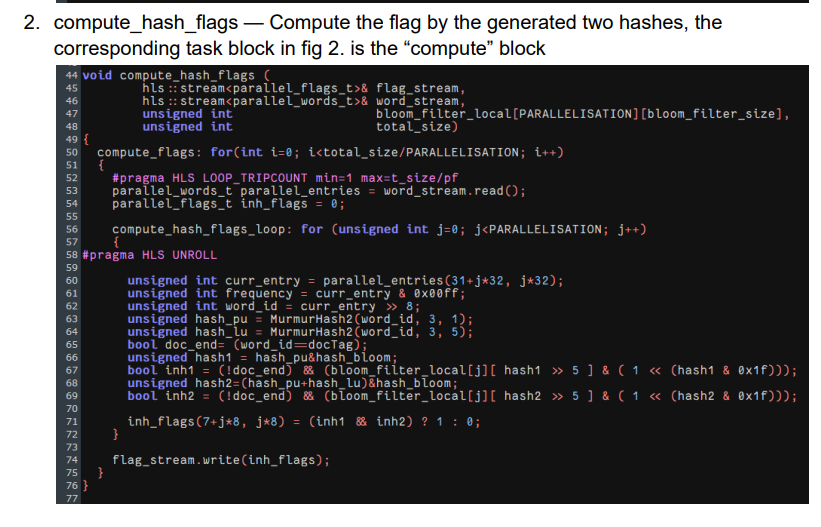 2. compute_hash_flags — Compute the flag by the generated two hashes, the
corresponding task block in fig 2. is the “compute” block
44 void compute_hash_flags (
45 hls::stream<parallel_flags_t>& flag_stream,
46 hls::stream<parallel_words_t>& word_stream,
47 unsigned int bloom_filter_local[PARALLELISATION][bloom_filter_size],
48 unsigned int total_size)
49 {
50 compute_flags: for(int i=0; i<total_size/PARALLELISATION; i++)
51 {
52 #pragma HLS LOOP_TRIPCOUNT min=1 max=t_size/pf
53 parallel_words_t parallel_entries = word_stream.read();
54 parallel_flags_t inh_flags = 0;
55
56 compute_hash_flags_loop: for (unsigned int j=0; j<PARALLELISATION; j++)
57 {
58 #pragma HLS UNROLL
59
60 unsigned int curr_entry = parallel_entries(31+j*32, j*32);
61 unsigned int frequency = curr_entry & 0x00ff;
62 unsigned int word_id = curr_entry >> 8;
63 unsigned hash_pu = MurmurHash2(word_id, 3, 1);
64 unsigned hash_lu = MurmurHash2(word_id, 3, 5);
65 bool doc_end= (word_id==docTag);
66 unsigned hash1 = hash_pu&hash_bloom;
67 bool inh1 = (!doc_end) && (bloom_filter_local[j][ hash1 >> 5 ] & ( 1 << (hash1 & 0x1f)));
68 unsigned hash2=(hash_pu+hash_lu)&hash_bloom;
69 bool inh2 = (!doc_end) && (bloom_filter_local[j][ hash2 >> 5 ] & ( 1 << (hash2 & 0x1f)));
70
71 inh_flags(7+j*8, j*8) = (inh1 && inh2) ? 1 : 0;
72 }
73
74 flag_stream.write(inh_flags);
75 }
76 }
77